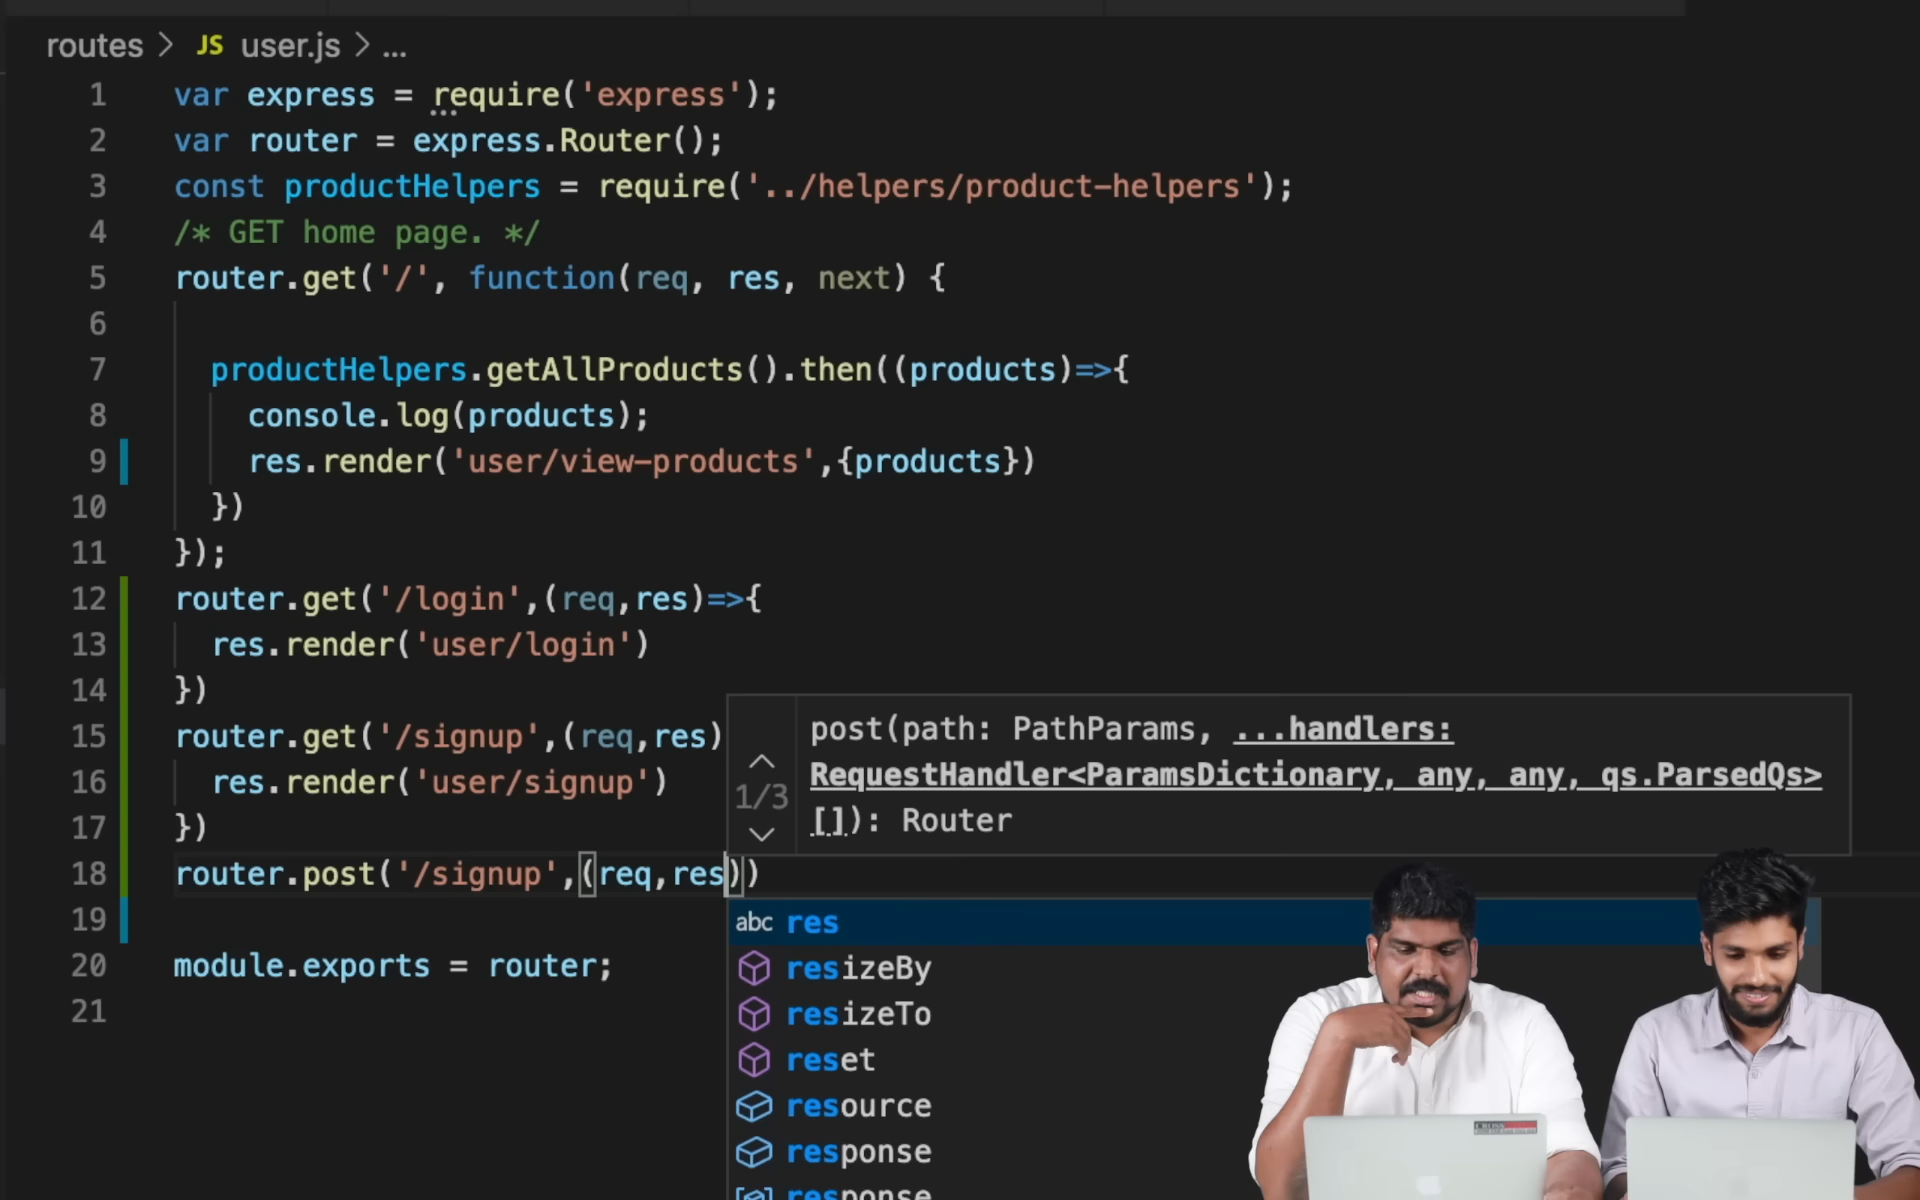 routes > JS user.js > ...
1 var express = require('express');
2 var router = express.Router();
3 const productHelpers = require('../helpers/product-helpers');
4 /* GET home page. */
5 router.get('/', function(req, res, next) {
6
7 productHelpers.getAllProducts().then((products)=>{
8 console.log(products);
9 res.render('user/view-products',{products})
10 })
11 });
12 router.get('/login',(req,res)=>{
13 res.render('user/login')
14 })
15 router.get('/signup',(req,res)
16 res.render('user/signup')
17 })
18 router.post('/signup',(req,res))
19
20 module.exports = router;
21
1/3
post(path: PathParams, ...handlers:
RequestHandler<ParamsDictionary, any, any, qs.ParsedQs>
[]): Router
abc res
resizeBy
resizeTo
reset
resource
response
response